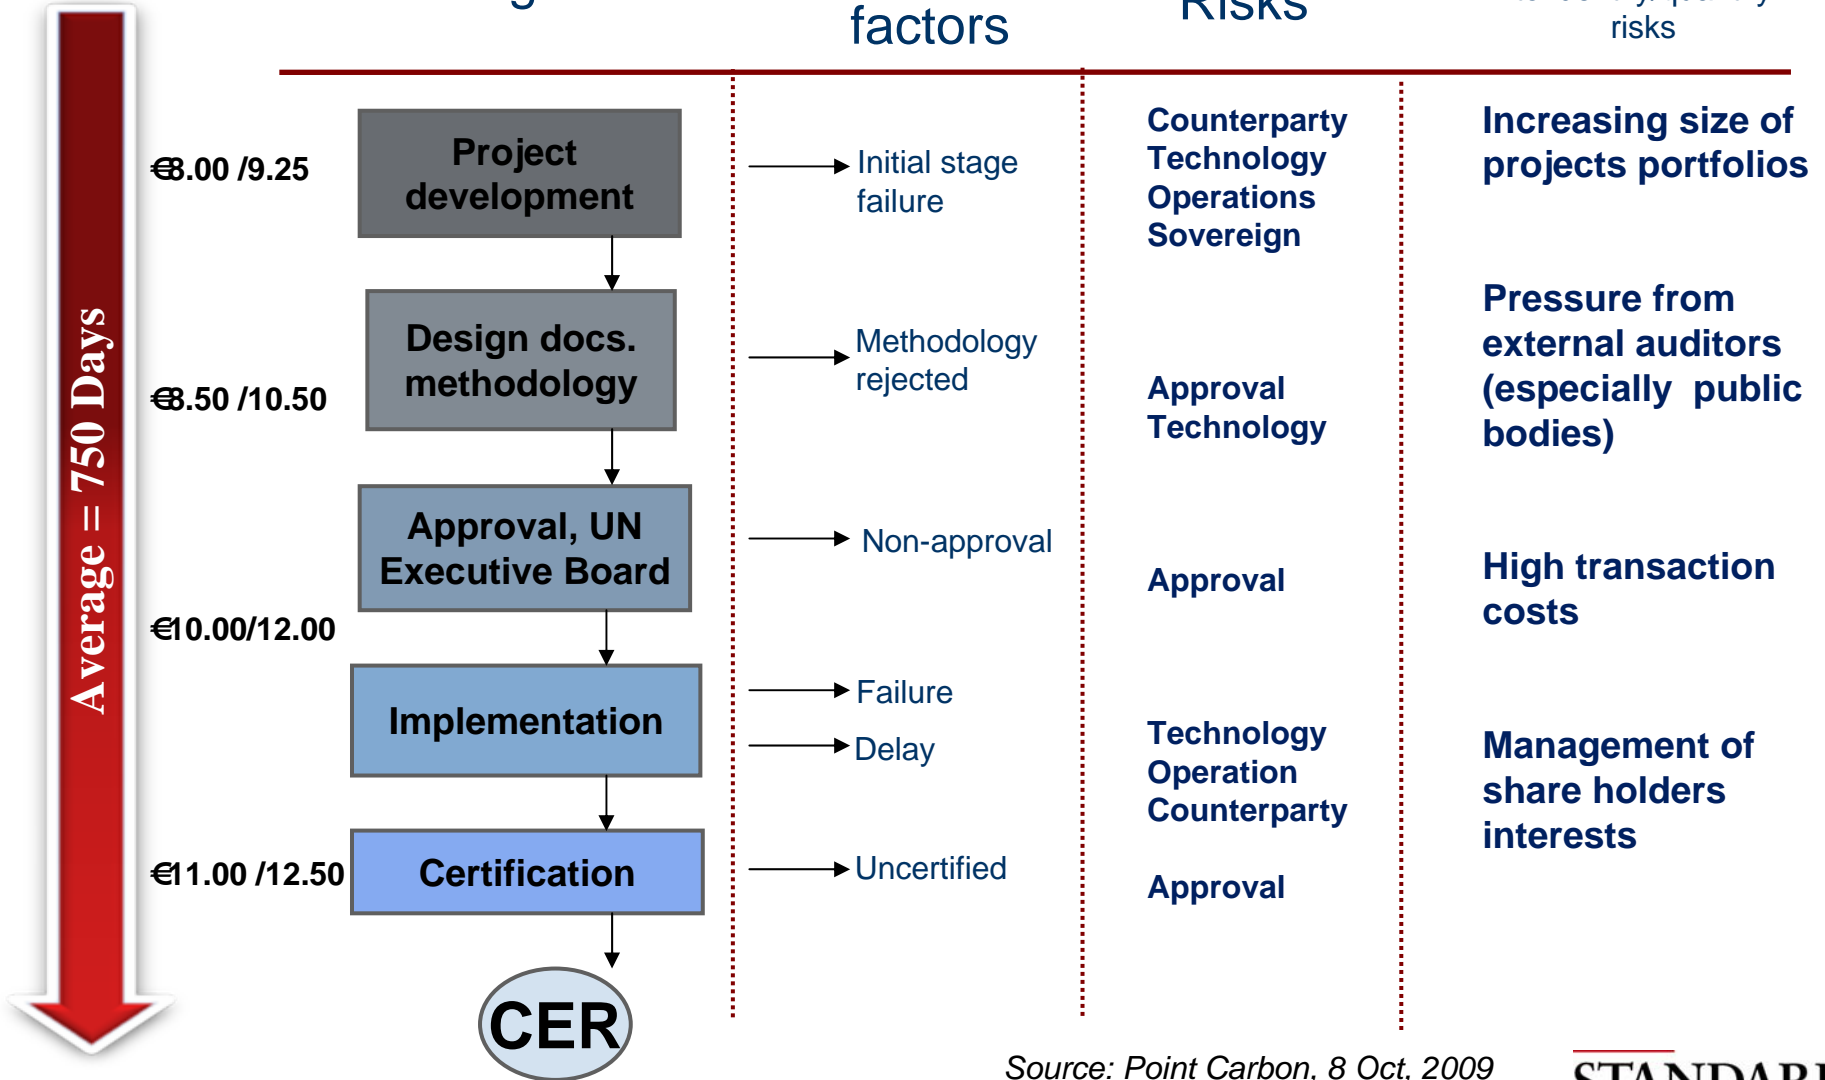 factors
Risks
risks
Average = 750 Days
€8.00 /9.25
Project
development
Initial stage
failure
Counterparty
Technology
Operations
Sovereign
Increasing size of
projects portfolios
€8.50 /10.50
Design docs.
methodology
Methodology
rejected
Approval
Technology
Pressure from
external auditors
(especially public
bodies)
€10.00/12.00
Approval, UN
Executive Board
Non-approval
Approval
High transaction
costs
Implementation
Failure
Delay
Technology
Operation
Counterparty
Management of
share holders
interests
€11.00 /12.50
Certification
Uncertified
Approval
CER
Source: Point Carbon, 8 Oct, 2009